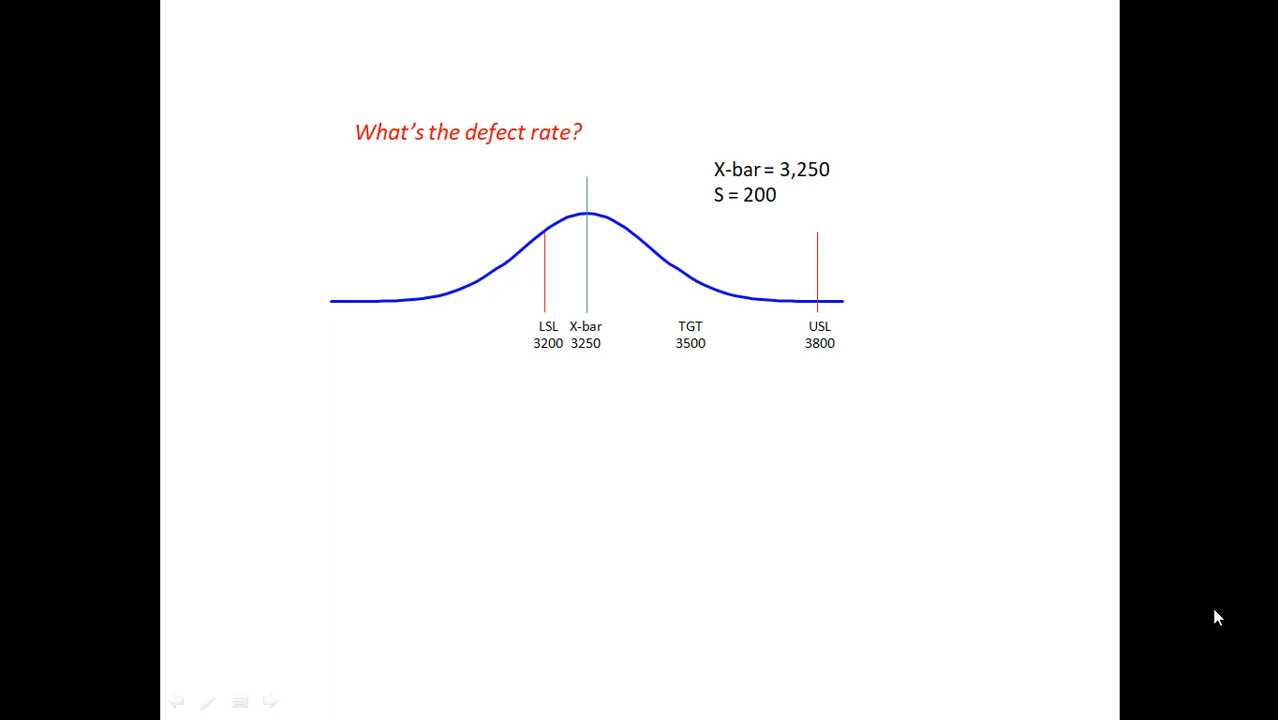 What's the defect rate?
X-bar = 3,250
S = 200
LSL X-bar TGT USL
3200 3250 3500 3800